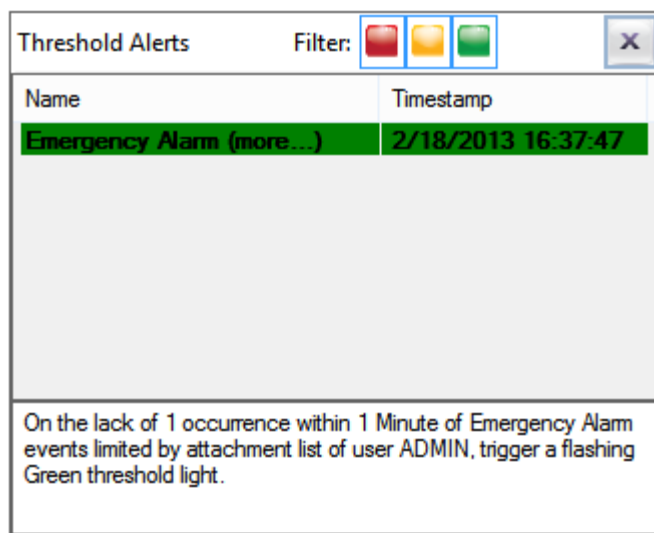 Threshold Alerts Filter: x
Name Timestamp
Emergency Alarm (more...) 2/18/2013 16:37:47
On the lack of 1 occurrence within 1 Minute of Emergency Alarm
events limited by attachment list of user ADMIN, trigger a flashing
Green threshold light.